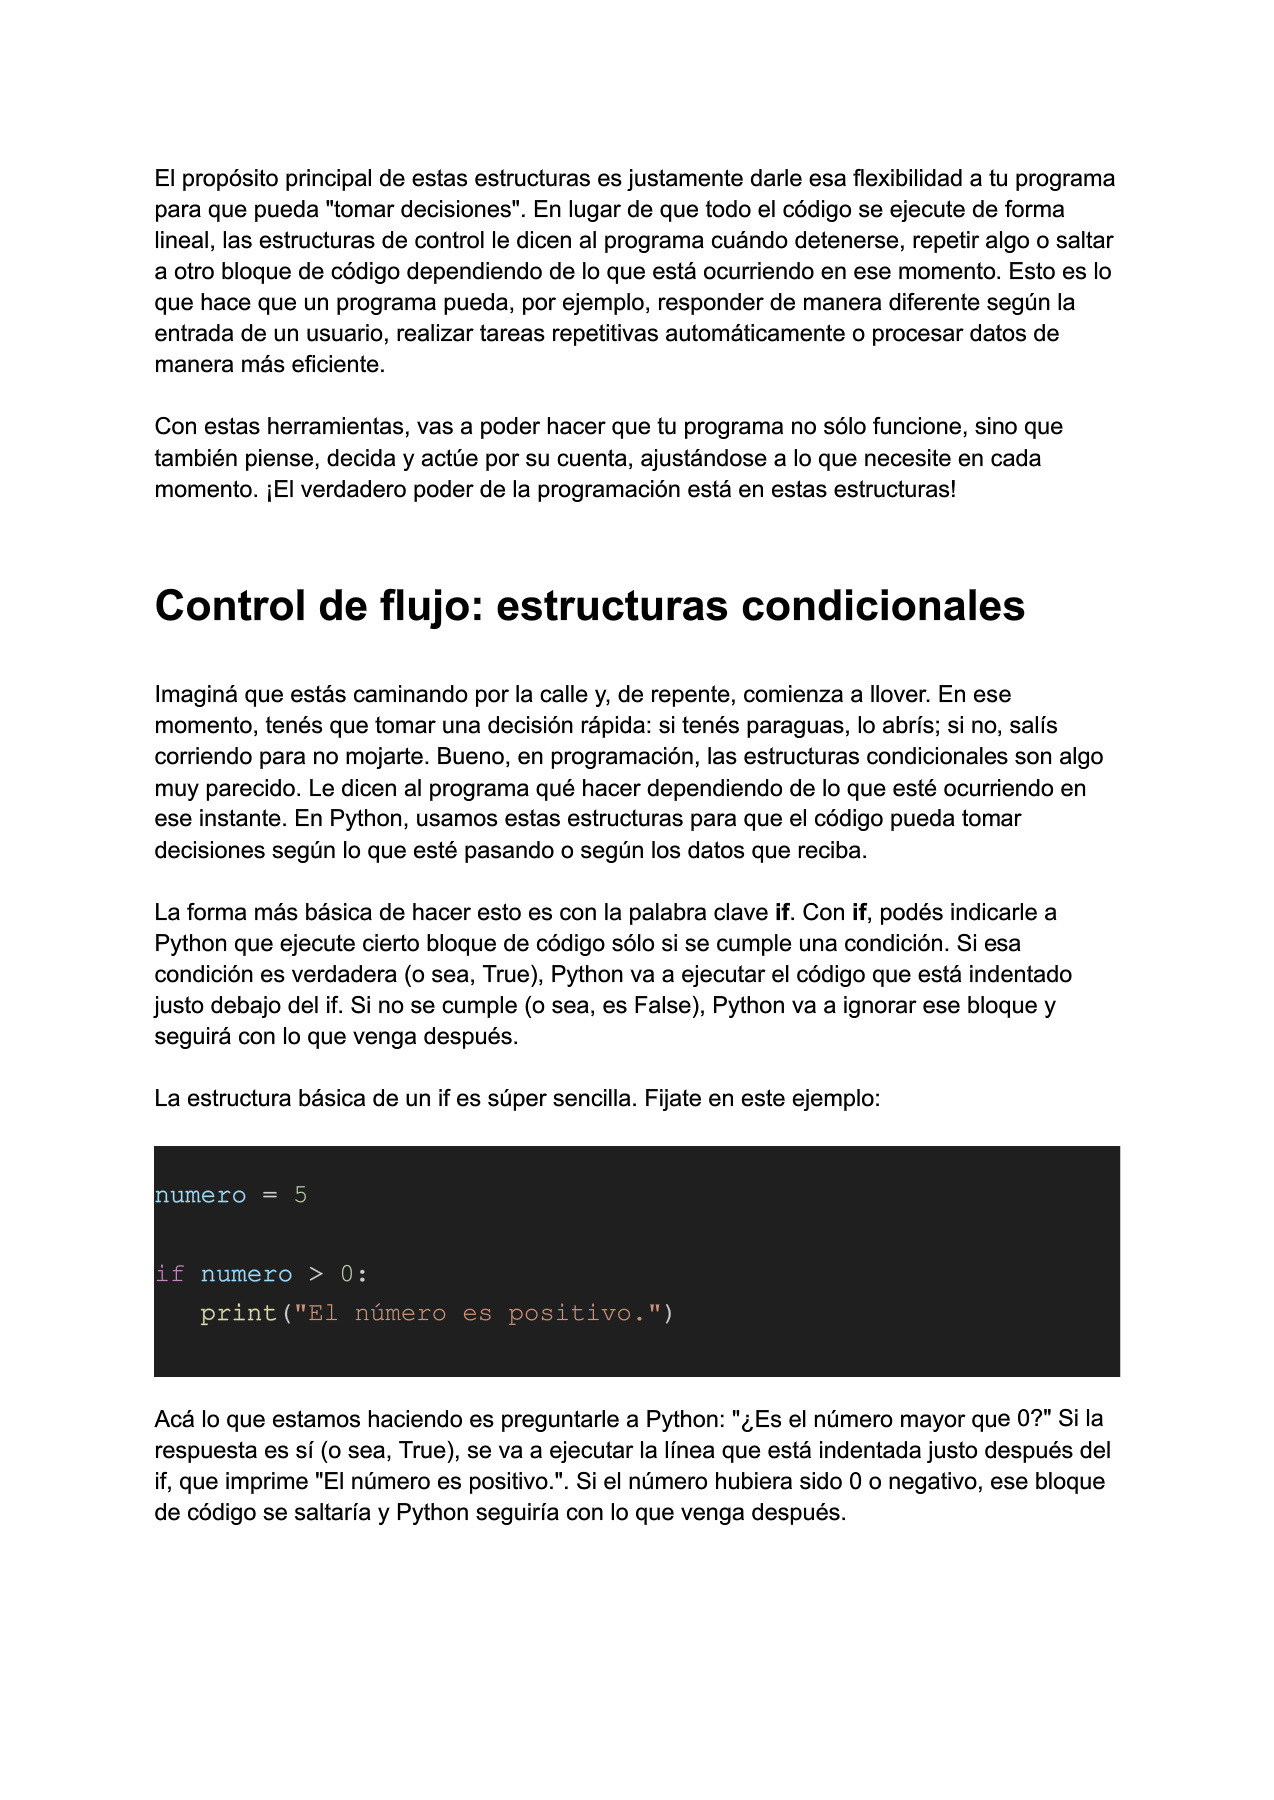 El propósito principal de estas estructuras es justamente darle esa flexibilidad a tu programa
para que pueda "tomar decisiones". En lugar de que todo el código se ejecute de forma
lineal, las estructuras de control le dicen al programa cuándo detenerse, repetir algo o saltar
a otro bloque de código dependiendo de lo que está ocurriendo en ese momento. Esto es lo
que hace que un programa pueda, por ejemplo, responder de manera diferente según la
entrada de un usuario, realizar tareas repetitivas automáticamente o procesar datos de
manera más eficiente.
Con estas herramientas, vas a poder hacer que tu programa no sólo funcione, sino que
también piense, decida y actúe por su cuenta, ajustándose a lo que necesite en cada
momento. ¡El verdadero poder de la programación está en estas estructuras!
Control de flujo: estructuras condicionales
Imaginá que estás caminando por la calle y, de repente, comienza a llover. En ese
momento, tenés que tomar una decisión rápida: si tenés paraguas, lo abrís; si no, salís
corriendo para no mojarte. Bueno, en programación, las estructuras condicionales son algo
muy parecido. Le dicen al programa qué hacer dependiendo de lo que esté ocurriendo en
ese instante. En Python, usamos estas estructuras para que el código pueda tomar
decisiones según lo que esté pasando o según los datos que reciba.
La forma más básica de hacer esto es con la palabra clave if. Con if, podés indicarle a
Python que ejecute cierto bloque de código sólo si se cumple una condición. Si esa
condición es verdadera (o sea, True), Python va a ejecutar el código que está indentado
justo debajo del if. Si no se cumple (o sea, es False), Python va a ignorar ese bloque y
seguirá con lo que venga después.
La estructura básica de un if es súper sencilla. Fijate en este ejemplo:
numero = 5
if numero > 0:
   print("El número es positivo.")
Acá lo que estamos haciendo es preguntarle a Python: "¿Es el número mayor que 0?" Si la
respuesta es sí (o sea, True), se va a ejecutar la línea que está indentada justo después del
if, que imprime "El número es positivo.". Si el número hubiera sido 0 o negativo, ese bloque
de código se saltaría y Python seguiría con lo que venga después.